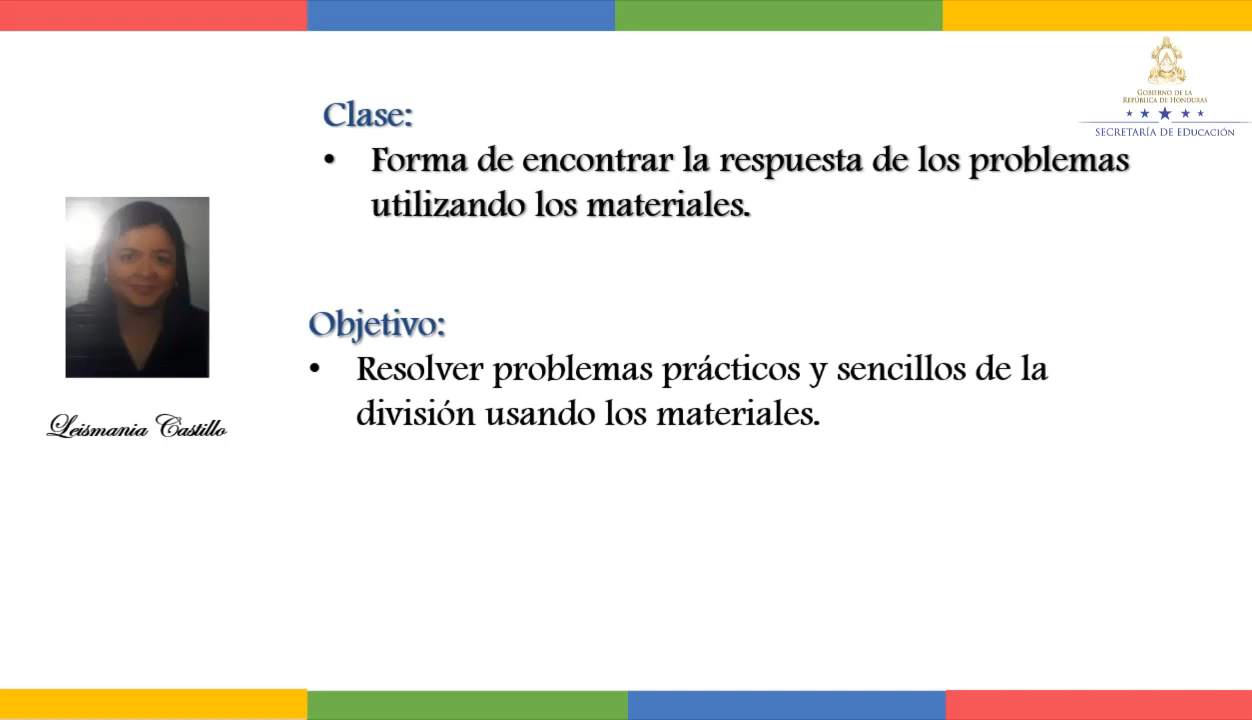 GOBIERNO DE LA
REPÚBLICA DE HONDURAS
SECRETARÍA DE EDUCACIÓN
Clase:
• Forma de encontrar la respuesta de los problemas
utilizando los materiales.
Objetivo:
• Resolver problemas prácticos y sencillos de la
división usando los materiales.
Leismania Castillo